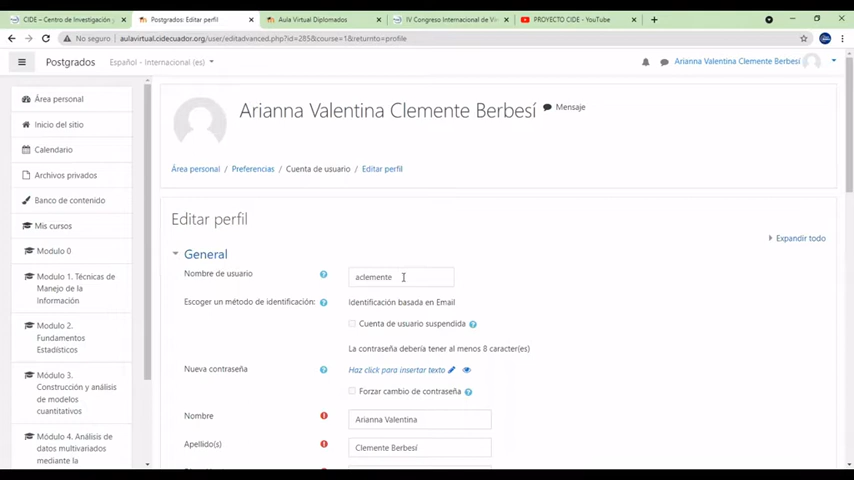 CIDE – Centro de Investigación y
Postgrados: Editar perfil
Aula Virtual Diplomados
IV Congreso Internacional de Vi
PROYECTO CIDE - YouTube
No seguro
aulavirtual.cidecuador.org/user/editadvanced.php?id=285&course=1&returnto=profile
Postgrados
Español - Internacional (es)
Arianna Valentina Clemente Berbesí
Área personal
Inicio del sitio
Calendario
Archivos privados
Banco de contenido
Mis cursos
Modulo 0
Modulo 1. Técnicas de
Manejo de la
Información
Modulo 2.
Fundamentos
Estadísticos
Módulo 3.
Construcción y análisis
de modelos
cuantitativos
Módulo 4. Análisis de
datos multivariados
mediante la
Arianna Valentina Clemente Berbesí
Mensaje
Área personal / Preferencias / Cuenta de usuario / Editar perfil
Editar perfil
Expandir todo
General
Nombre de usuario
aclemente
Escoger un método de identificación:
Identificación basada en Email
Cuenta de usuario suspendida
La contraseña debería tener al menos 8 caracter(es)
Nueva contraseña
Haz click para insertar texto
Forzar cambio de contraseña
Nombre
Arianna Valentina
Apellido(s)
Clemente Berbesí